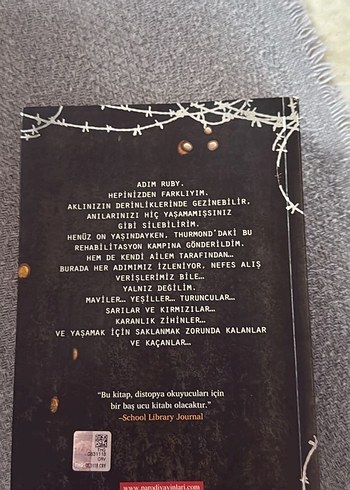 ADIM RUBY.
HEPİNİZDEN FARKLIYIM.
AKLINIZIN DERİNLİKLERİNDE GEZİNEBİLİR,
ANILARINIZI HİÇ YAŞAMAMIŞSINIZ
GİBİ SİLEBİLİRİM.
HENÜZ ON YAŞINDAYKEN, THURMOND'DAKİ BU
REHABİLİTASYON KAMPINA GÖNDERİLDİM.
HEM DE KENDİ AİLEM TARAFINDAN…
BURADA HER ADIMIMIZ İZLENİYOR, NEFES ALIŞ
VERİŞLERİMİZ BİLE…
YALNIZ DEĞİLİM.
MAVİLER… YEŞİLLER… TURUNCULAR…
SARILAR VE KIRMIZILAR…
KARANLIK ZİHİNLER…
VE YAŞAMAK İÇİN SAKLANMAK ZORUNDA KALANLAR
VE KAÇANLAR…
"Bu kitap, distopya okuyucuları için
bir baş ucu kitabı olacaktır."
–School Library Journal